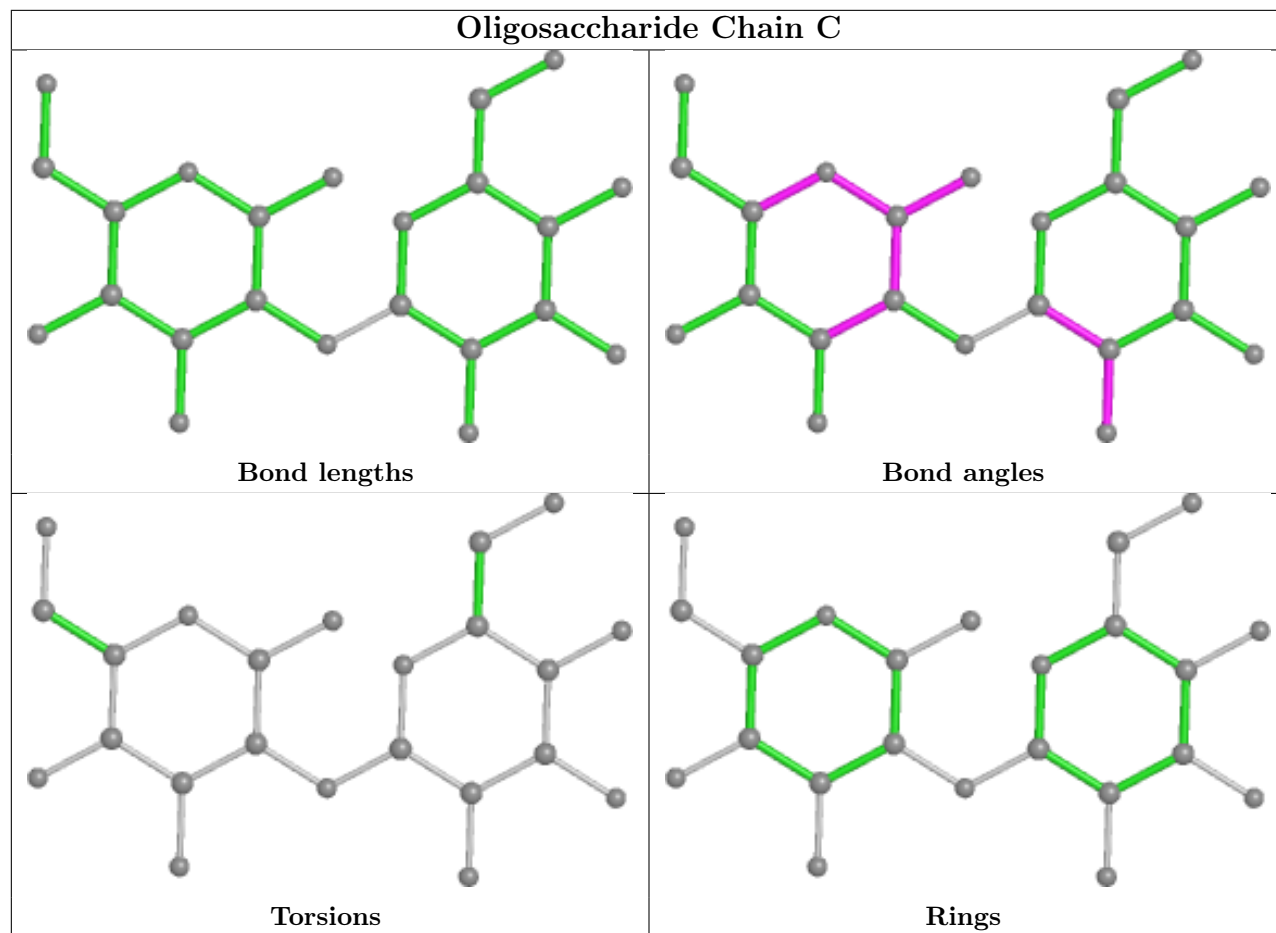 Oligosaccharide Chain C
Bond lengths
Bond angles
Torsions
Rings